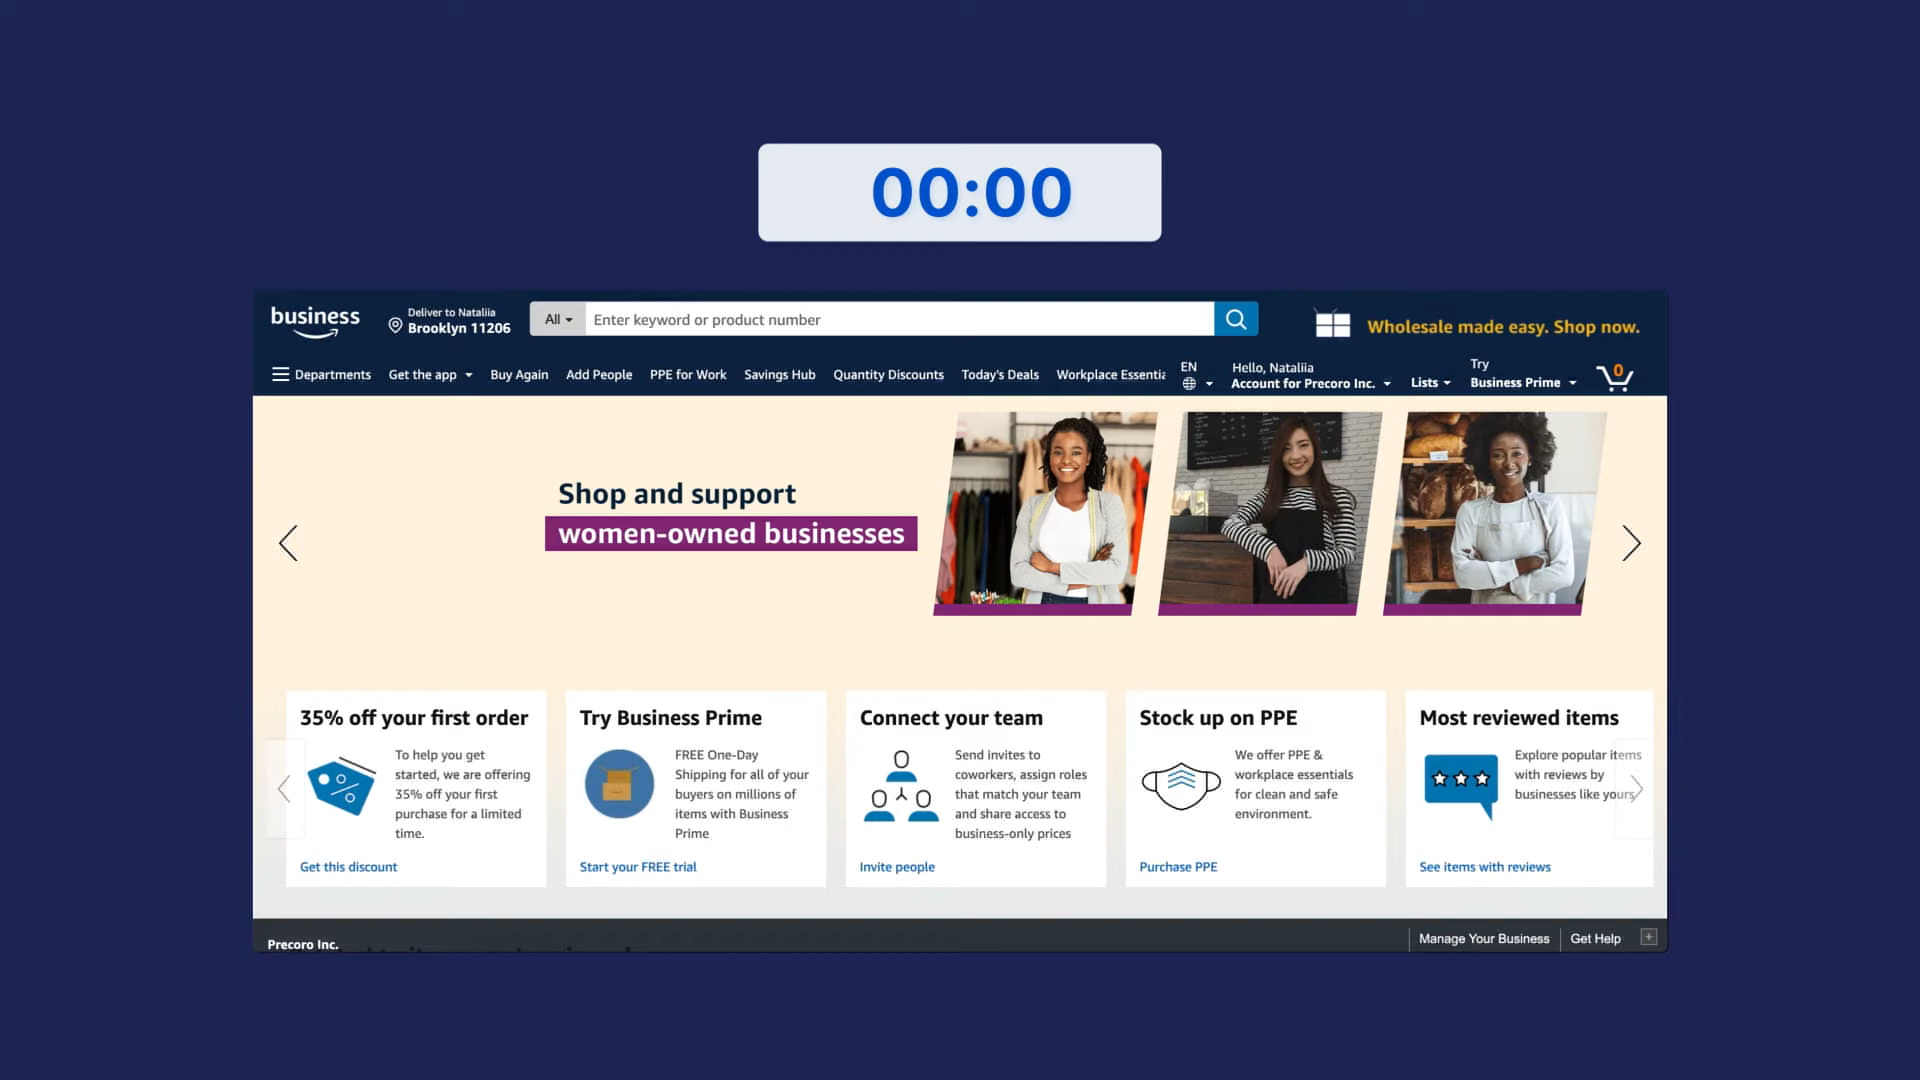 00:00
business
Deliver to Nataliia
Brooklyn 11206
All
Enter keyword or product number
Wholesale made easy. Shop now.
Departments
Get the app
Buy Again
Add People
PPE for Work
Savings Hub
Quantity Discounts
Today's Deals
Workplace Essentia
EN
Hello, Nataliia
Account for Precoro Inc.
Lists
Try
Business Prime
0
Shop and support
women-owned businesses
35% off your first order
To help you get
started, we are offering
35% off your first
purchase for a limited
time.
Get this discount
Try Business Prime
FREE One-Day
Shipping for all of your
buyers on millions of
items with Business
Prime
Start your FREE trial
Connect your team
Send invites to
coworkers, assign roles
that match your team
and share access to
business-only prices
Invite people
Stock up on PPE
We offer PPE &
workplace essentials
for clean and safe
environment.
Purchase PPE
Most reviewed items
Explore popular items
with reviews by
businesses like yours
See items with reviews
Precoro Inc.
Manage Your Business
Get Help